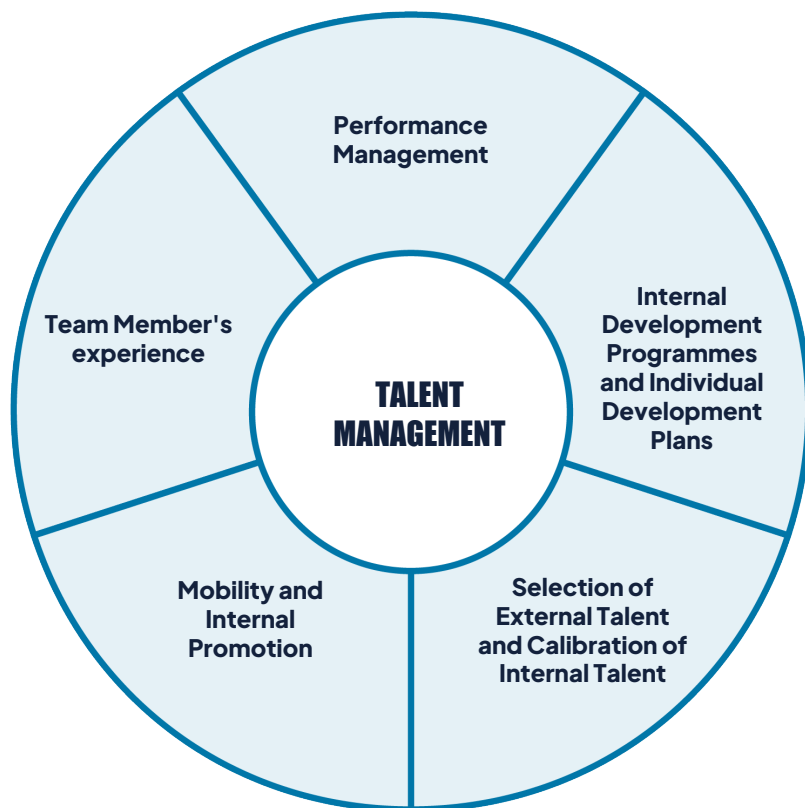 Performance
Management
Internal
Development
Programmes
and Individual
Development
Plans
Team Member's
experience
TALENT
MANAGEMENT
Selection of
External Talent
and Calibration of
Internal Talent
Mobility and
Internal
Promotion